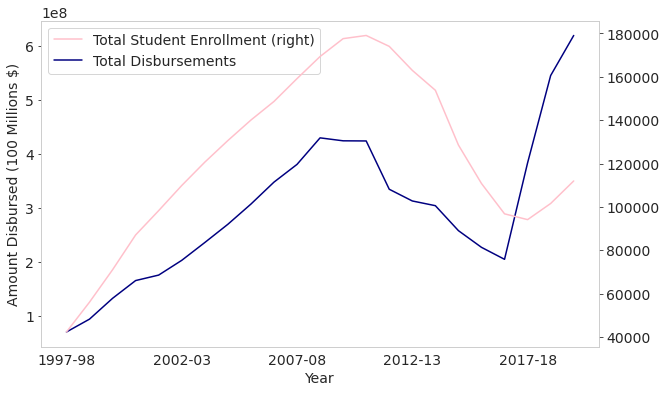 1e8
Total Student Enrollment (right)
Total Disbursements
Amount Disbursed (100 Millions $)
6
5
4
3
2
1
180000
160000
140000
120000
100000
80000
60000
40000
1997-98 2002-03 2007-08 2012-13 2017-18
Year